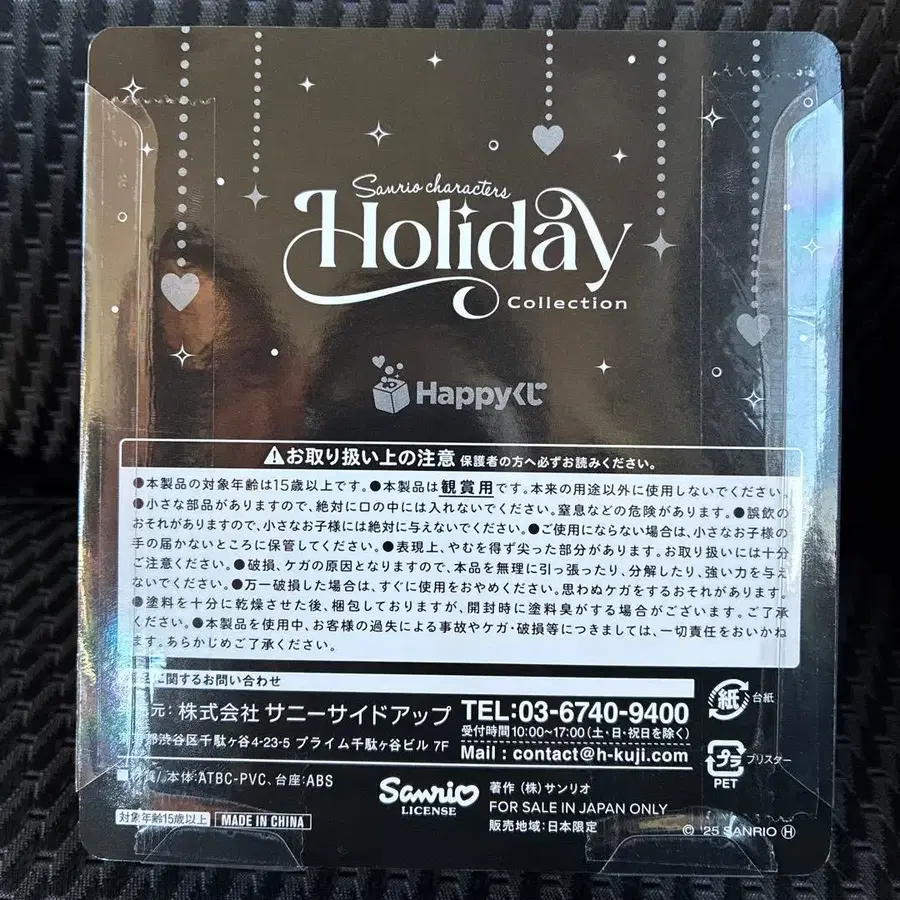 Sanrio characters
Holiday
Collection
Happyくじ
⚠お取り扱い上の注意 保護者の方へ必ずお読みください。
●本製品の対象年齢は15歳以上です。●本製品は観賞用です。本来の用途以外に使用しないでください。
●小さな部品がありますので、絶対に口の中には入れないでください。窒息などの危険があります。●誤飲の
おそれがありますので、小さなお子様には絶対に与えないでください。●ご使用にならない場合は、小さなお子様の
手の届かないところに保管してください。●表現上、やむを得ず尖った部分があります。お取り扱いには十分
ご注意ください。●破損、ケガの原因となりますので、本品を無理に引っ張ったり、分解したり、強い力を与え
ないでください。●万一破損した場合は、すぐに使用をおやめください。思わぬケガをするおそれがあります。
●塗料を十分に乾燥させた後、梱包しておりますが、開封時に塗料臭がする場合がございます。ご了承
ください。●本製品を使用中、お客様の過失による事故やケガ・破損等につきましては、一切責任をおいかね
ます。あらかじめご了承ください。
に関するお問い合わせ
元：株式会社 サニーサイドアップ
都渋谷区千駄ヶ谷4-23-5 プライム千駄ヶ谷ビル 7F
TEL:03-6740-9400
受付時間10:00~17:00(土・日・祝日を除く)
Mail：contact@h-kuji.com
紙 台紙
プラ ブリスター
PET
■材質/本体:ATBC-PVC、台座:ABS
対象年齢15歳以上 MADE IN CHINA
Sanrio
LICENSE
著作(株)サンリオ
FOR SALE IN JAPAN ONLY
販売地域:日本限定
© '25 SANRIO Ⓗ